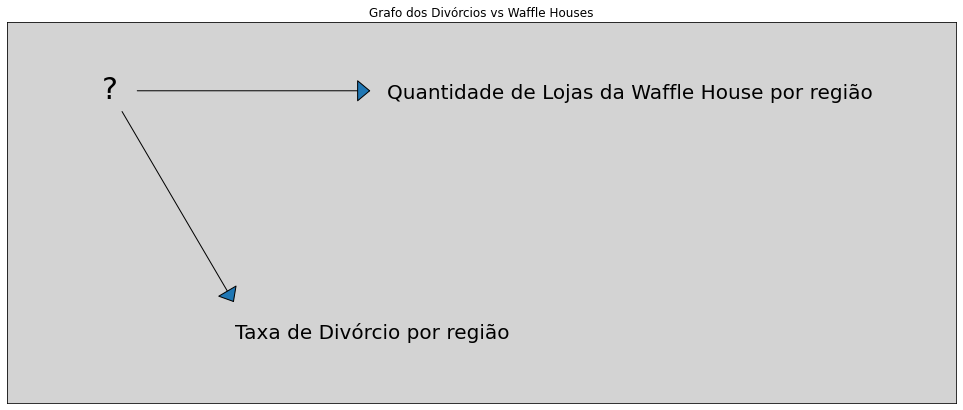 Grafo dos Divórcios vs Waffle Houses
?
Quantidade de Lojas da Waffle House por região
Taxa de Divórcio por região